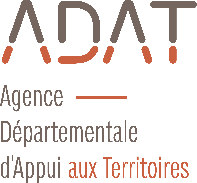 ADAT
Agence
Départementale
d'Appui aux Territoires